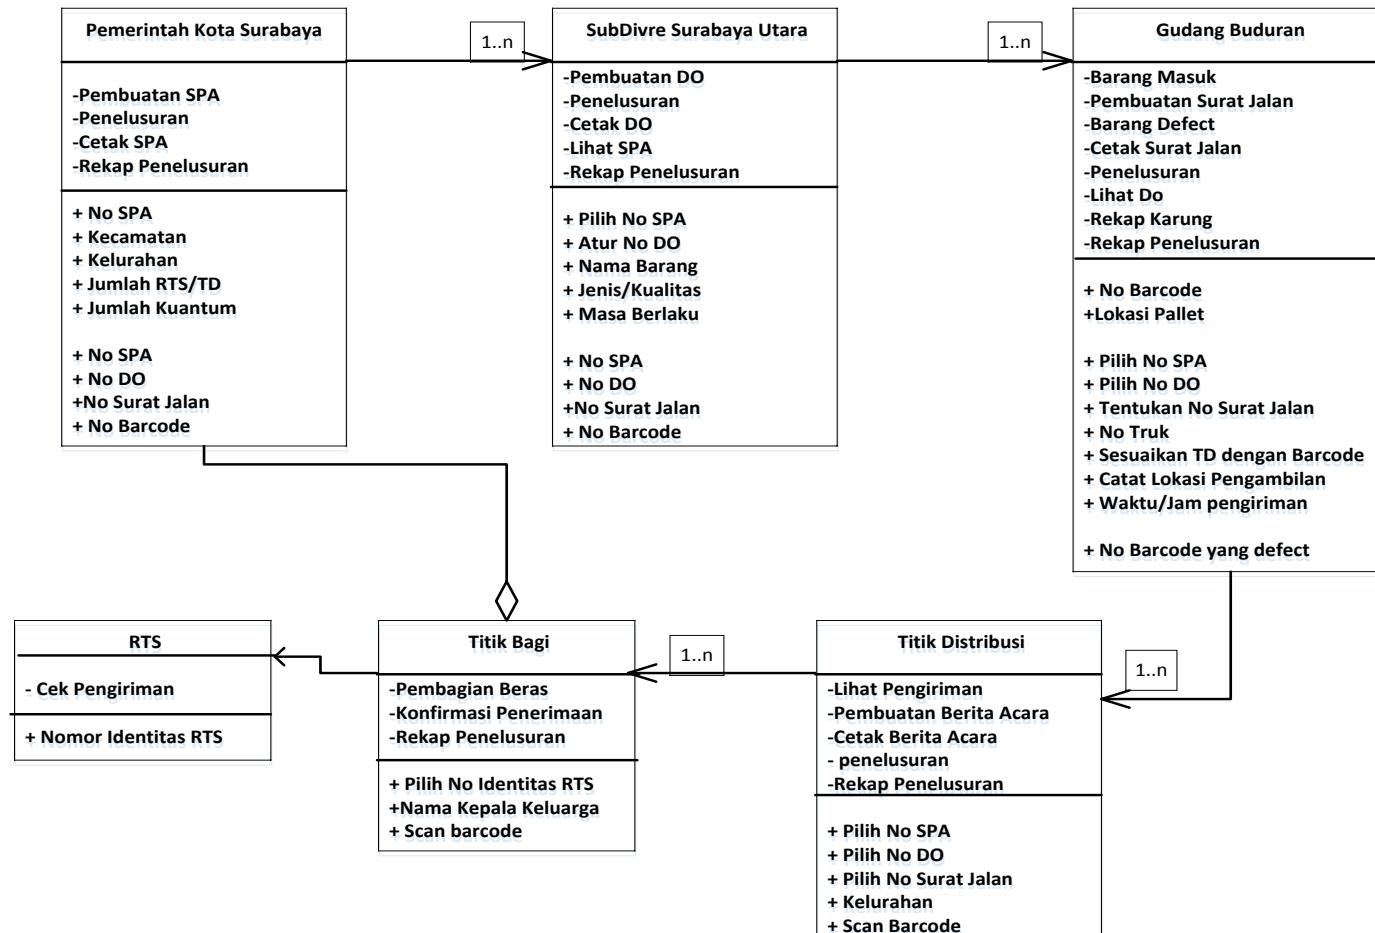 Pemerintah Kota Surabaya
-Pembuatan SPA
-Penelusuran
-Cetak SPA
-Rekap Penelusuran
+ No SPA
+ Kecamatan
+ Kelurahan
+ Jumlah RTS/TD
+ Jumlah Kuantum
+ No SPA
+ No DO
+No Surat Jalan
+ No Barcode
1..n
SubDivre Surabaya Utara
-Pembuatan DO
-Penelusuran
-Cetak DO
-Lihat SPA
-Rekap Penelusuran
+ Pilih No SPA
+ Atur No DO
+ Nama Barang
+ Jenis/Kualitas
+ Masa Berlaku
+ No SPA
+ No DO
+No Surat Jalan
+ No Barcode
1..n
Gudang Buduran
-Barang Masuk
-Pembuatan Surat Jalan
-Barang Defect
-Cetak Surat Jalan
-Penelusuran
-Lihat Do
-Rekap Karung
-Rekap Penelusuran
+ No Barcode
+Lokasi Pallet
+ Pilih No SPA
+ Pilih No DO
+ Tentukan No Surat Jalan
+ No Truk
+ Sesuaikan TD dengan Barcode
+ Catat Lokasi Pengambilan
+ Waktu/Jam pengiriman
+ No Barcode yang defect
RTS
- Cek Pengiriman
+ Nomor Identitas RTS
Titik Bagi
-Pembagian Beras
-Konfirmasi Penerimaan
-Rekap Penelusuran
+ Pilih No Identitas RTS
+Nama Kepala Keluarga
+ Scan barcode
1..n
Titik Distribusi
-Lihat Pengiriman
-Pembuatan Berita Acara
-Cetak Berita Acara
- penelusuran
-Rekap Penelusuran
+ Pilih No SPA
+ Pilih No DO
+ Pilih No Surat Jalan
+ Kelurahan
+ Scan Barcode
1..n